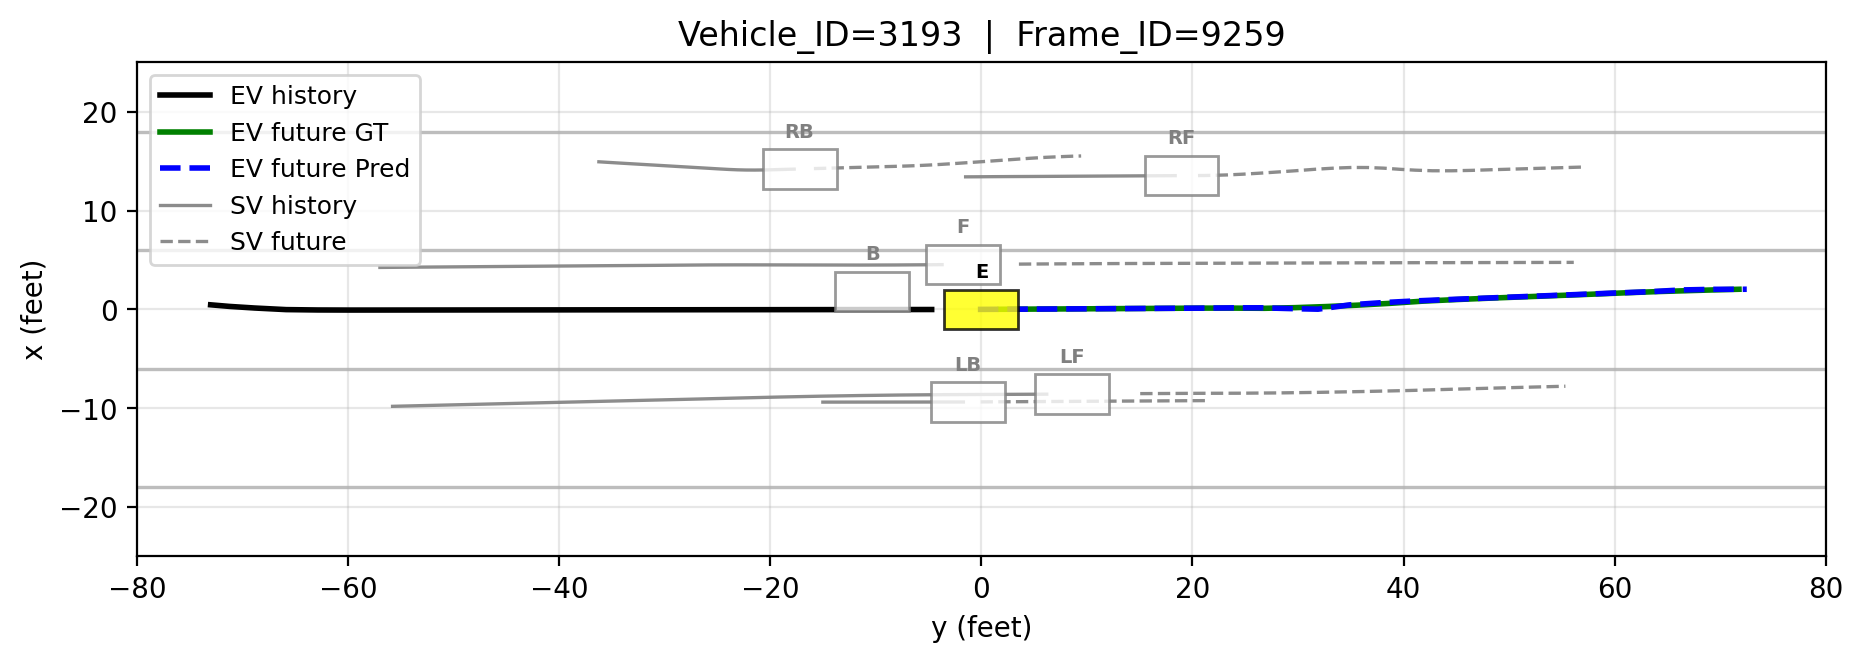 Vehicle_ID=3193 | Frame_ID=9259
EV history
EV future GT
EV future Pred
SV history
SV future
RB
RF
F
B
E
LB
LF
20
10
0
−10
−20
x (feet)
−80
−60
−40
−20
0
20
40
60
80
y (feet)